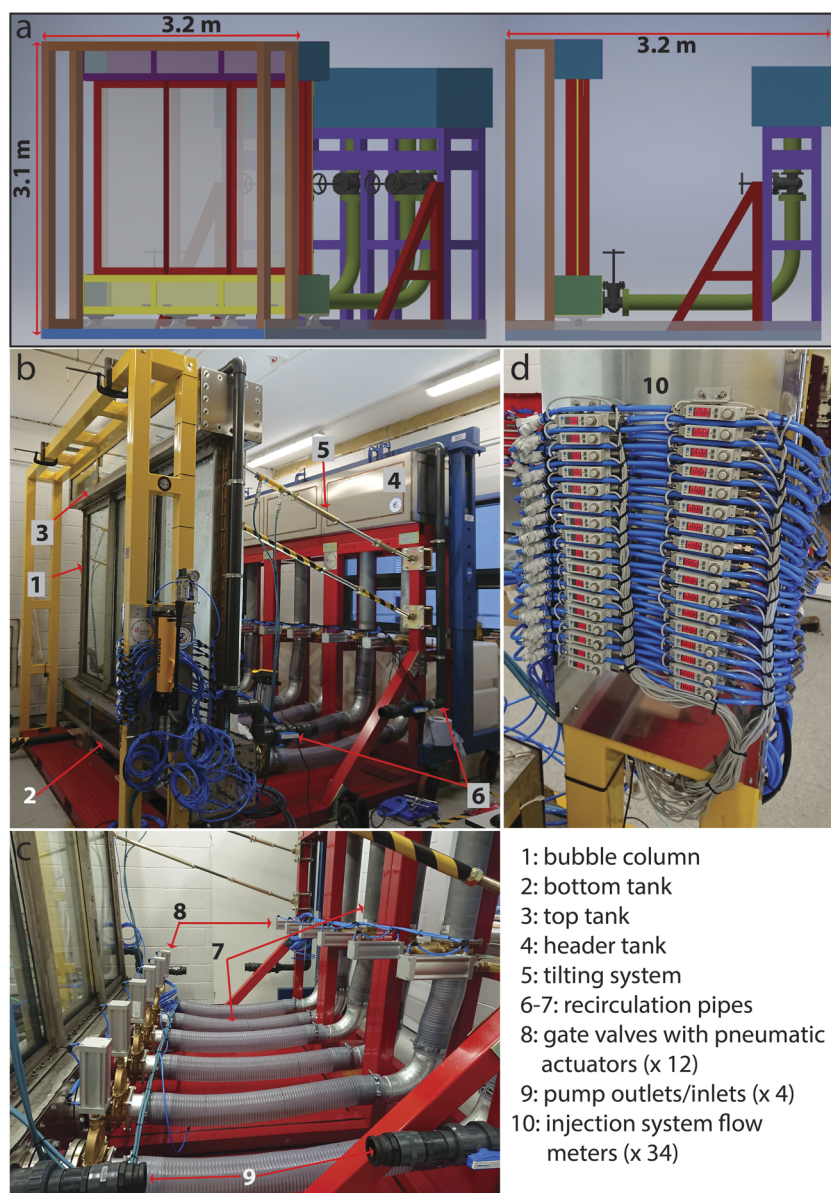 a
3.2 m
3.2 m
3.1 m
b
5
4
3
1
2
6
d
10
c
8
7
9
1: bubble column
2: bottom tank
3: top tank
4: header tank
5: tilting system
6-7: recirculation pipes
8: gate valves with pneumatic
actuators (x 12)
9: pump outlets/inlets (x 4)
10: injection system flow
meters (x 34)